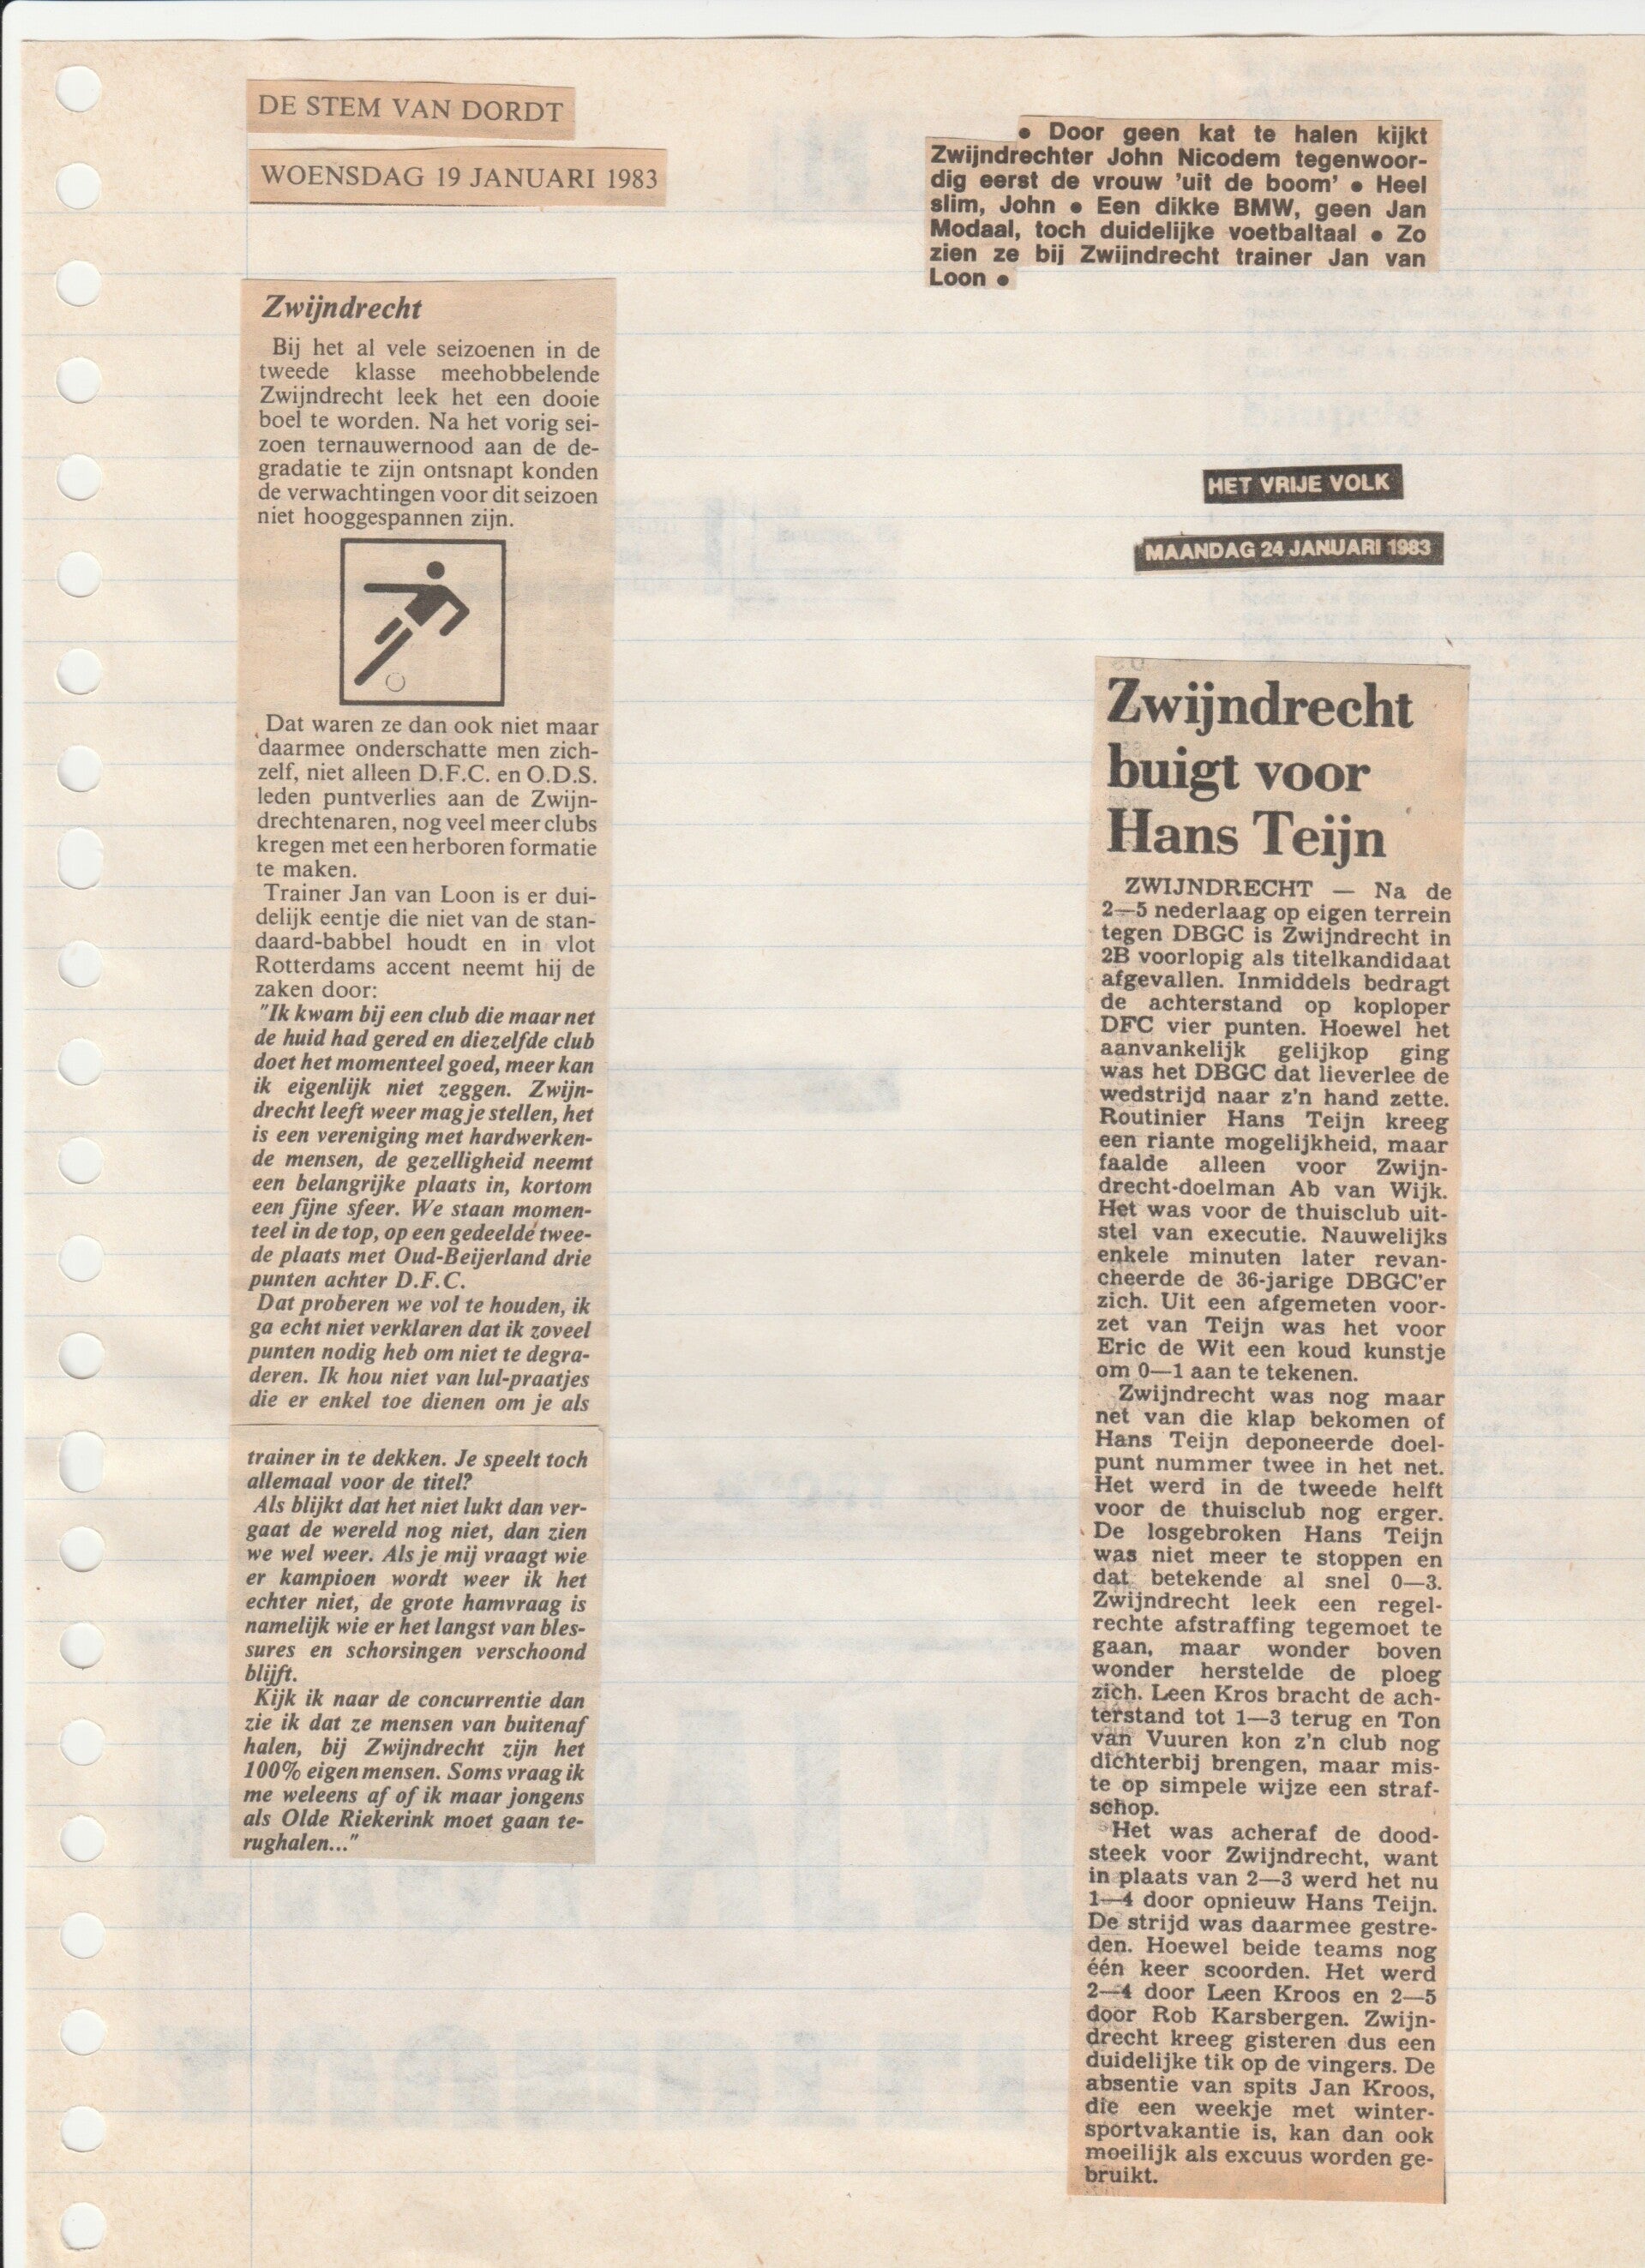 DE STEM VAN DORDT
WOENSDAG 19 JANUARI 1983
Zwijndrecht
Bij het al vele seizoenen in de
tweede klasse meehobbelende
Zwijndrecht leek het een dooie
boel te worden. Na het vorig sei-
zoen ternauwernood aan de de-
gradatie te zijn ontsnapt konden
de verwachtingen voor dit seizoen
niet hooggespannen zijn.
Dat waren ze dan ook niet maar
daarmee onderschatte men zich-
zelf, niet alleen D.F.C. en O.D.S.
leden puntverlies aan de Zwijn-
drechtenaren, nog veel meer clubs
kregen met een herboren formatie
te maken.
Trainer Jan van Loon is er dui-
delijk eentje die niet van de stan-
daard-babbel houdt en in vlot
Rotterdams accent neemt hij de
zaken door:
"Ik kwam bij een club die maar net
de huid had gered en diezelfde club
doet het momenteel goed, meer kan
ik eigenlijk niet zeggen. Zwijn-
drecht leeft weer mag je stellen, het
is een vereniging met hardwerken-
de mensen, de gezelligheid neemt
een belangrijke plaats in, kortom
een fijne sfeer. We staan momen-
teel in de top, op een gedeelde twee-
de plaats met Oud-Beijerland drie
punten achter D.F.C.
Dat proberen we vol te houden, ik
ga echt niet verklaren dat ik zoveel
punten nodig heb om niet te degra-
deren. Ik hou niet van lul-praatjes
die er enkel toe dienen om je als
trainer in te dekken. Je speelt toch
allemaal voor de titel?
Als blijkt dat het niet lukt dan ver-
gaat de wereld nog niet, dan zien
we wel weer. Als je mij vraagt wie
er kampioen wordt weer ik het
echter niet, de grote hamvraag is
namelijk wie er het langst van bles-
sures en schorsingen verschoond
blijft.
Kijk ik naar de concurrentie dan
zie ik dat ze mensen van buitenaf
halen, bij Zwijndrecht zijn het
100% eigen mensen. Soms vraag ik
me weleens af of ik maar jongens
als Olde Riekerink moet gaan te-
rughalen..."
● Door geen kat te halen kijkt
Zwijndrechter John Nicodem tegenwoor-
dig eerst de vrouw 'uit de boom' ● Heel
slim, John ● Een dikke BMW, geen Jan
Modaal, toch duidelijke voetbaltaal ● Zo
zien ze bij Zwijndrecht trainer Jan van
Loon ●
HET VRIJE VOLK
MAANDAG 24 JANUARI 1983
Zwijndrecht
buigt voor
Hans Teijn
ZWIJNDRECHT — Na de
2—5 nederlaag op eigen terrein
tegen DBGC is Zwijndrecht in
2B voorlopig als titelkandidaat
afgevallen. Inmiddels bedragt
de achterstand op koploper
DFC vier punten. Hoewel het
aanvankelijk gelijkop ging
was het DBGC dat lieverlee de
wedstrijd naar z'n hand zette.
Routinier Hans Teijn kreeg
een riante mogelijkheid, maar
faalde alleen voor Zwijn-
drecht-doelman Ab van Wijk.
Het was voor de thuisclub uit-
stel van executie. Nauwelijks
enkele minuten later revan-
cheerde de 36-jarige DBGC'er
zich. Uit een afgemeten voor-
zet van Teijn was het voor
Eric de Wit een koud kunstje
om 0—1 aan te tekenen.
Zwijndrecht was nog maar
net van die klap bekomen of
Hans Teijn deponeerde doel-
punt nummer twee in het net.
Het werd in de tweede helft
voor de thuisclub nog erger.
De losgebroken Hans Teijn
was niet meer te stoppen en
dat betekende al snel 0—3.
Zwijndrecht leek een regel-
rechte afstraffing tegemoet te
gaan, maar wonder boven
wonder herstelde de ploeg
zich. Leen Kros bracht de ach-
terstand tot 1—3 terug en Ton
van Vuuren kon z'n club nog
dichterbij brengen, maar mis-
te op simpele wijze een straf-
schop.
Het was acheraf de dood-
steek voor Zwijndrecht, want
in plaats van 2—3 werd het nu
1—4 door opnieuw Hans Teijn.
De strijd was daarmee gestre-
den. Hoewel beide teams nog
één keer scoorden. Het werd
2—4 door Leen Kroos en 2—5
door Rob Karsbergen. Zwijn-
drecht kreeg gisteren dus een
duidelijke tik op de vingers. De
absentie van spits Jan Kroos,
die een weekje met winter-
sportvakantie is, kan dan ook
moeilijk als excuus worden ge-
bruikt.